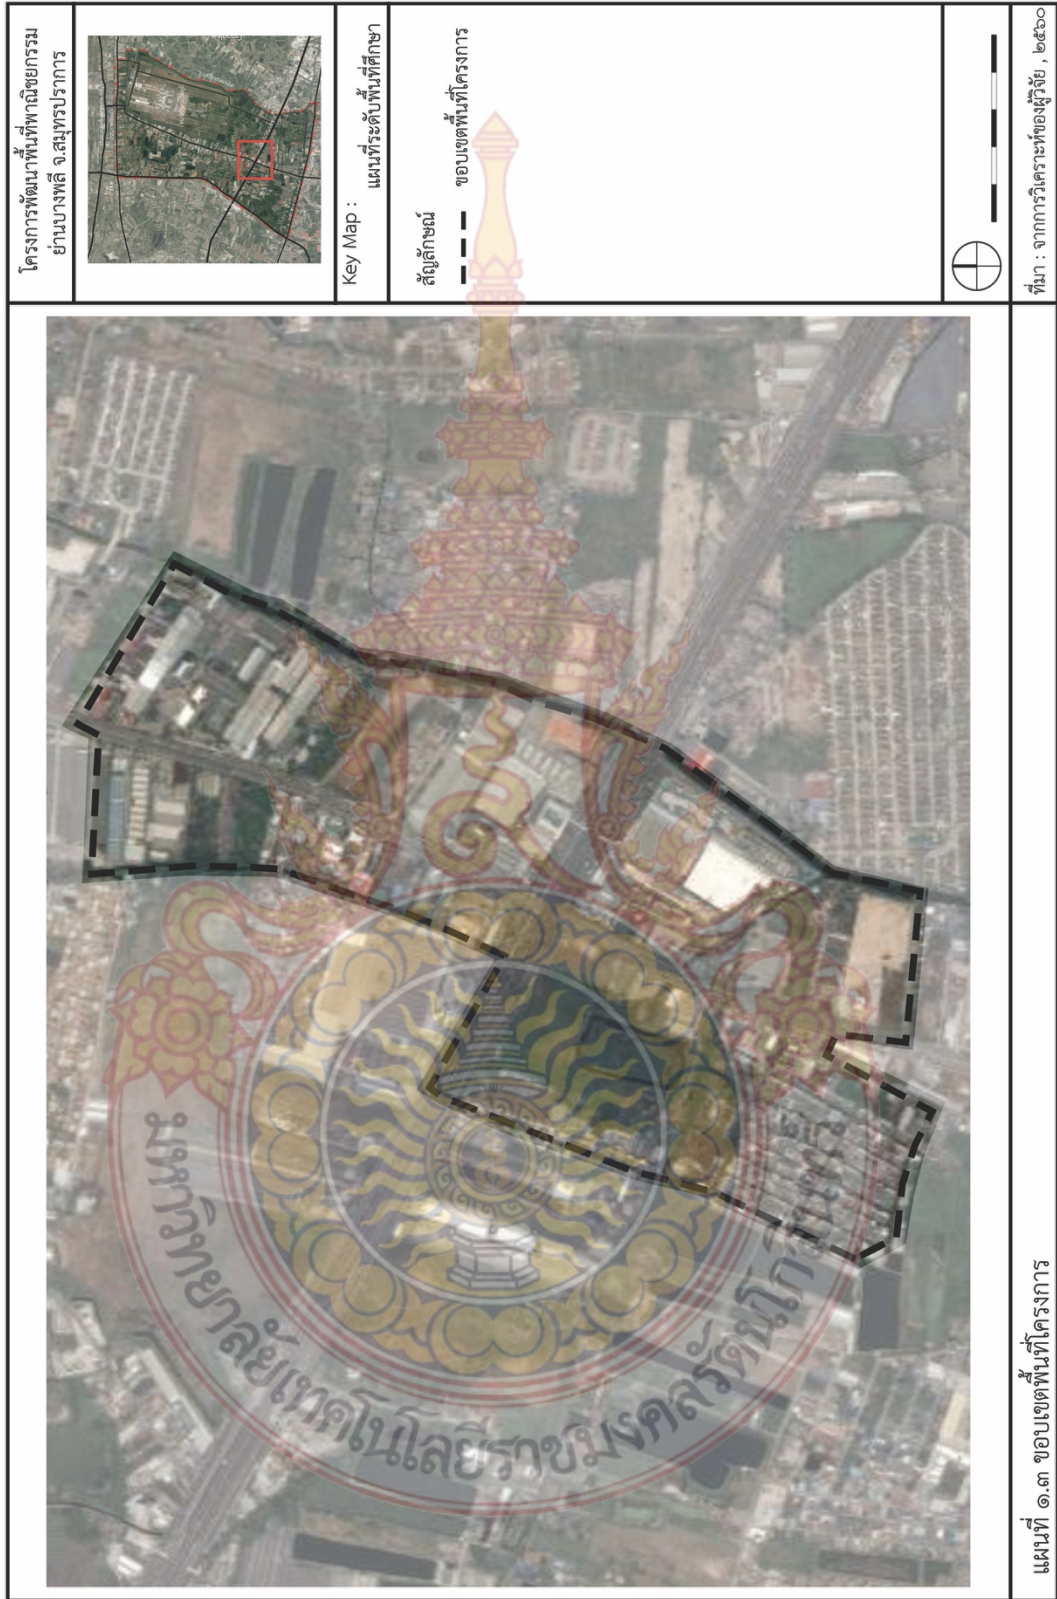 โครงการพัฒนาพื้นที่พาณิชยกรรม
ย่านบางพลี จ.สมุทรปราการ
Key Map :
แผนที่ระดับพื้นที่ศึกษา
สัญลักษณ์
ขอบเขตพื้นที่โครงการ
ที่มา : จากการวิเคราะห์ของผู้วิจัย , ๒๕๖๐
แผนที่ ๑.๓ ขอบเขตพื้นที่โครงการ
มหาวิทยาลัยเทคโนโลยีราชมงคลรัตนโกสินทร์